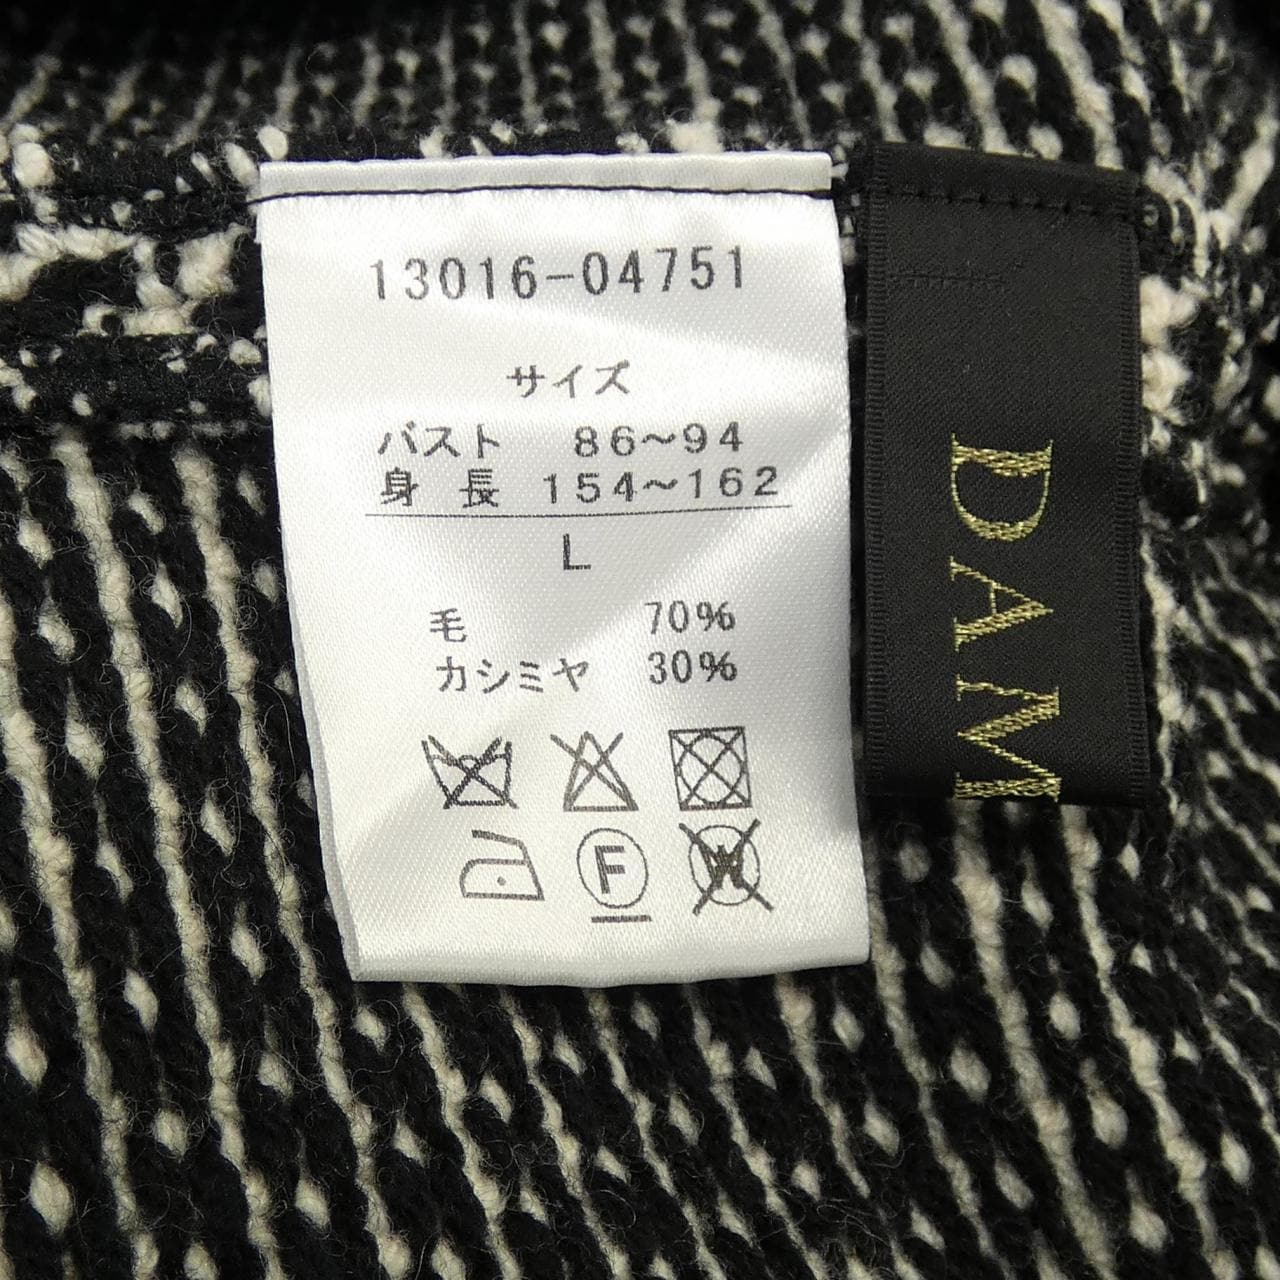 13016-04751
サイズ
バスト 86～94
身長 154～162
L
毛 70%
カシミヤ 30%
F
W
DAM